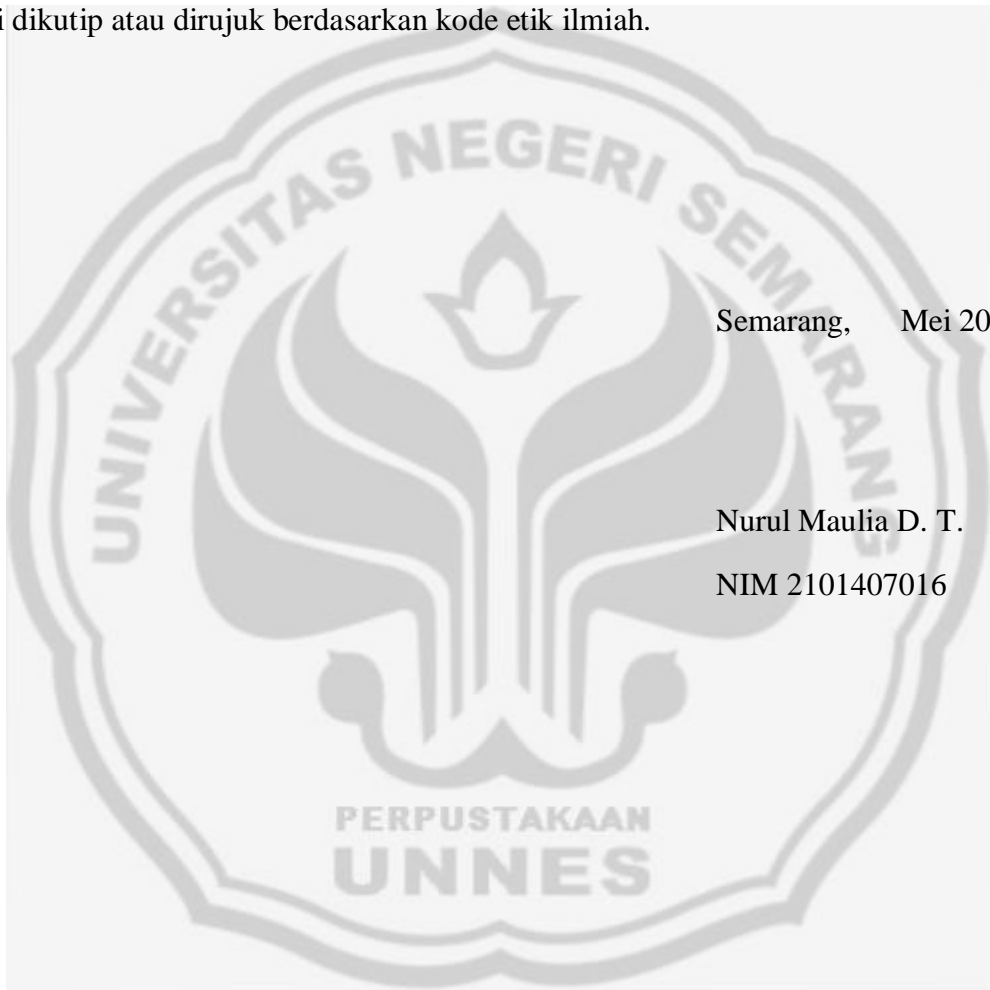 i dikutip atau dirujuk berdasarkan kode etik ilmiah.
UNIVERSITAS NEGERI SEMARANG
Semarang, Mei 20
Nurul Maulia D. T.
NIM 2101407016
PERPUSTAKAAN
UNNES